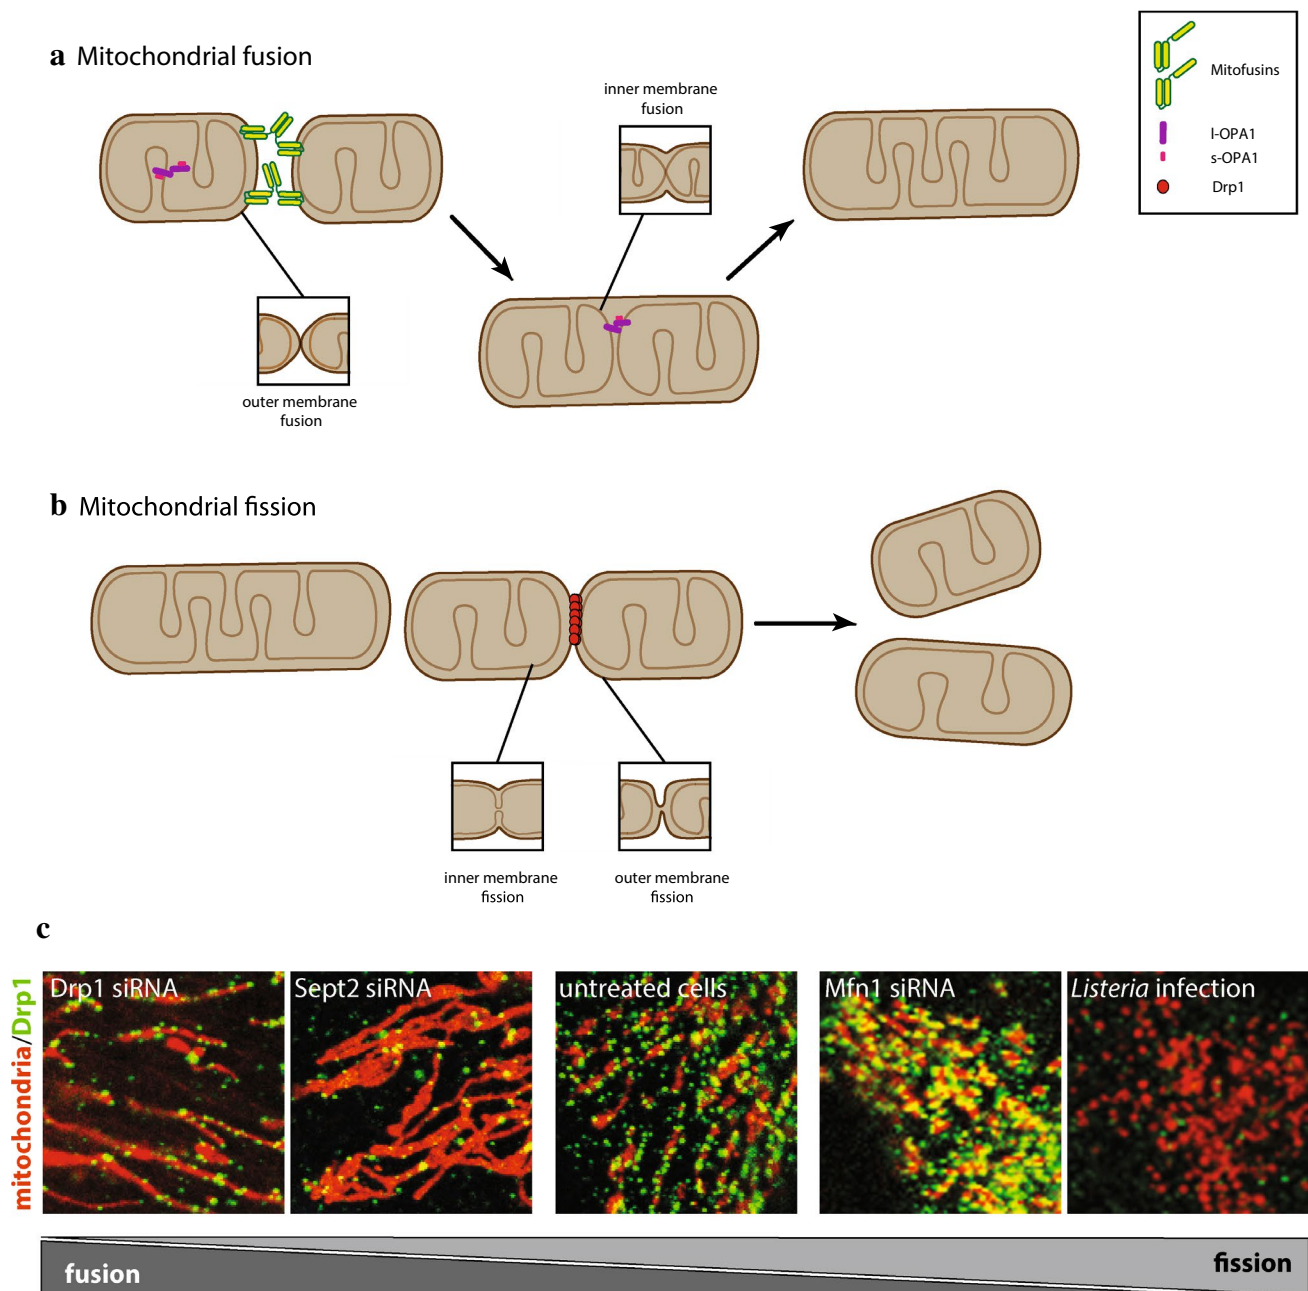 a Mitochondrial fusion
inner membrane
fusion
Mitofusins
l-OPA1
s-OPA1
Drp1
outer membrane
fusion
b Mitochondrial fission
inner membrane
fission
outer membrane
fission
c
mitochondria/Drp1
Drp1 siRNA
Sept2 siRNA
untreated cells
Mfn1 siRNA
Listeria infection
fusion
fission